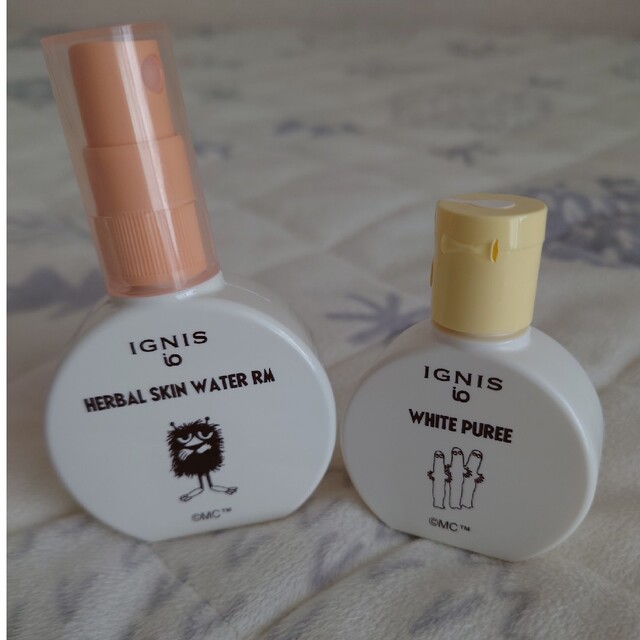 IGNIS
io
HERBAL SKIN WATER RM
©MC™
IGNIS
io
WHITE PUREE
©MC™